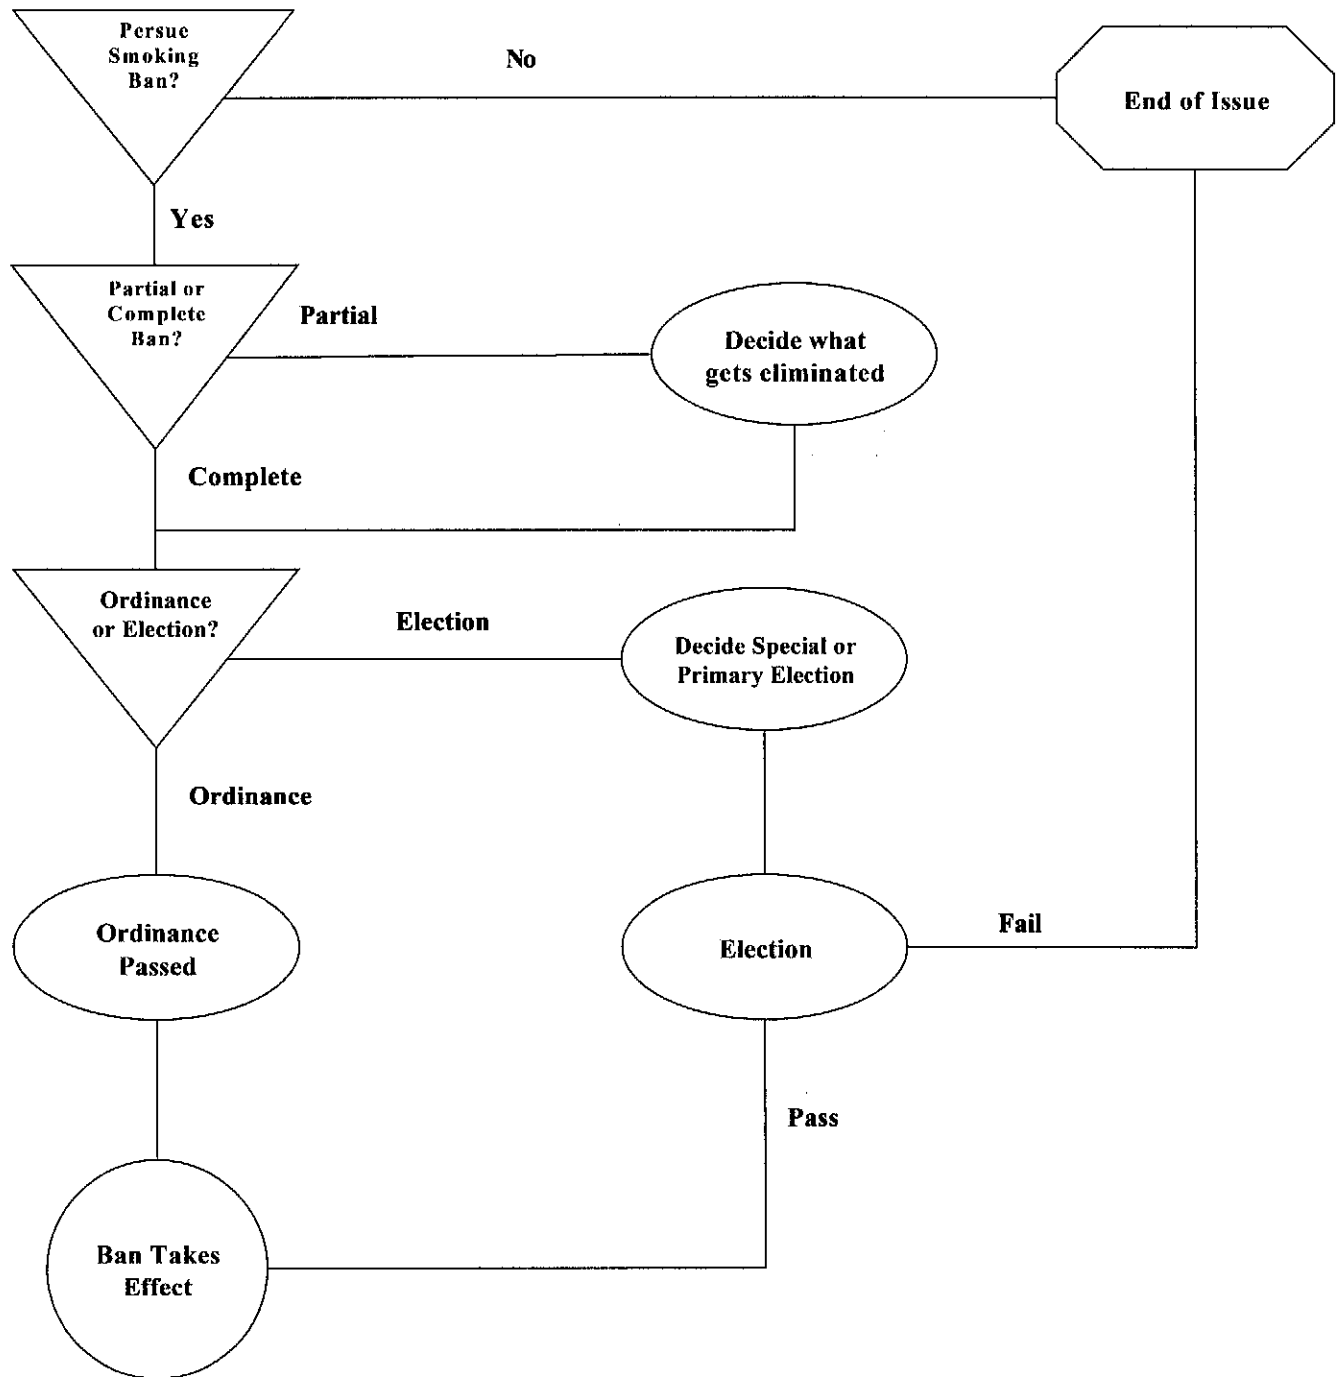 Persue
Smoking
Ban?
No
End of Issue
Yes
Partial or
Complete
Ban?
Partial
Decide what
gets eliminated
Complete
Ordinance
or Election?
Election
Decide Special or
Primary Election
Ordinance
Ordinance
Passed
Election
Fail
Pass
Ban Takes
Effect